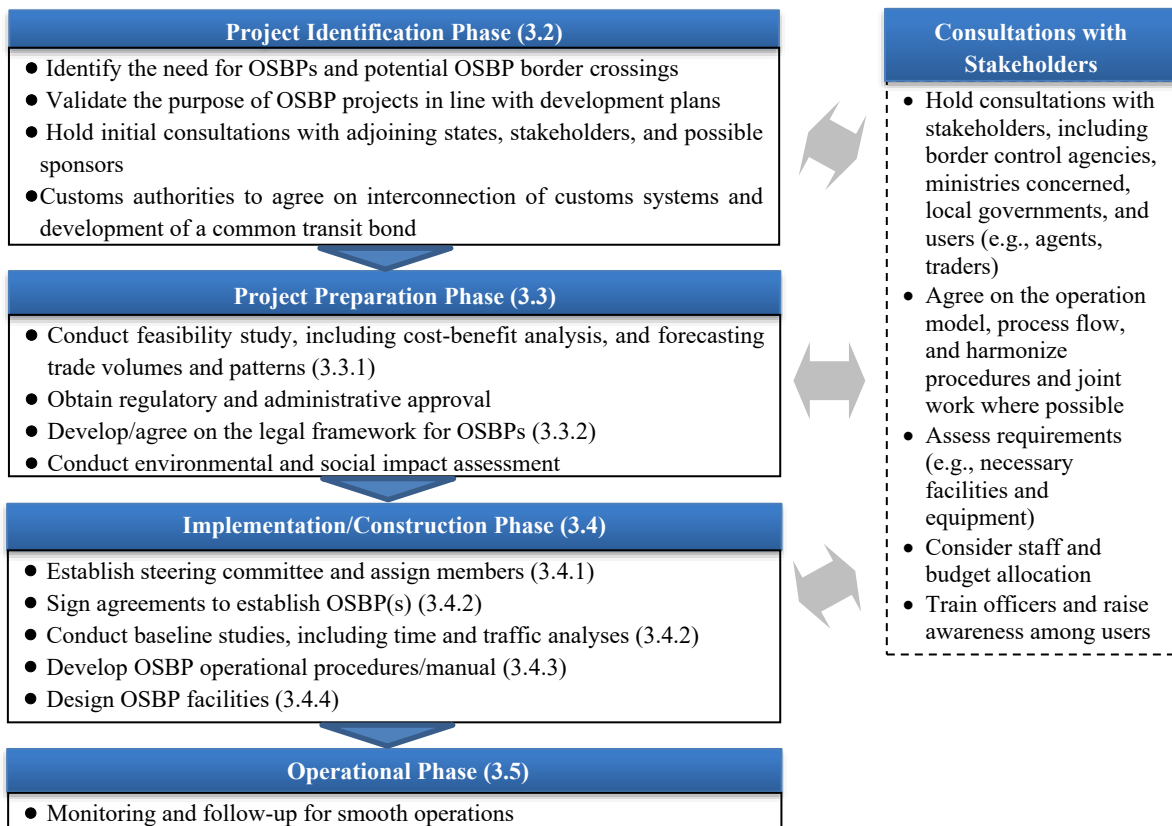 Project Identification Phase (3.2)
● Identify the need for OSBPs and potential OSBP border crossings
● Validate the purpose of OSBP projects in line with development plans
● Hold initial consultations with adjoining states, stakeholders, and possible
sponsors
●Customs authorities to agree on interconnection of customs systems and
development of a common transit bond
Project Preparation Phase (3.3)
● Conduct feasibility study, including cost-benefit analysis, and forecasting
trade volumes and patterns (3.3.1)
● Obtain regulatory and administrative approval
● Develop/agree on the legal framework for OSBPs (3.3.2)
● Conduct environmental and social impact assessment
Implementation/Construction Phase (3.4)
● Establish steering committee and assign members (3.4.1)
● Sign agreements to establish OSBP(s) (3.4.2)
● Conduct baseline studies, including time and traffic analyses (3.4.2)
● Develop OSBP operational procedures/manual (3.4.3)
● Design OSBP facilities (3.4.4)
Operational Phase (3.5)
● Monitoring and follow-up for smooth operations
Consultations with
Stakeholders
• Hold consultations with
stakeholders, including
border control agencies,
ministries concerned,
local governments, and
users (e.g., agents,
traders)
• Agree on the operation
model, process flow,
and harmonize
procedures and joint
work where possible
• Assess requirements
(e.g., necessary
facilities and
equipment)
• Consider staff and
budget allocation
• Train officers and raise
awareness among users